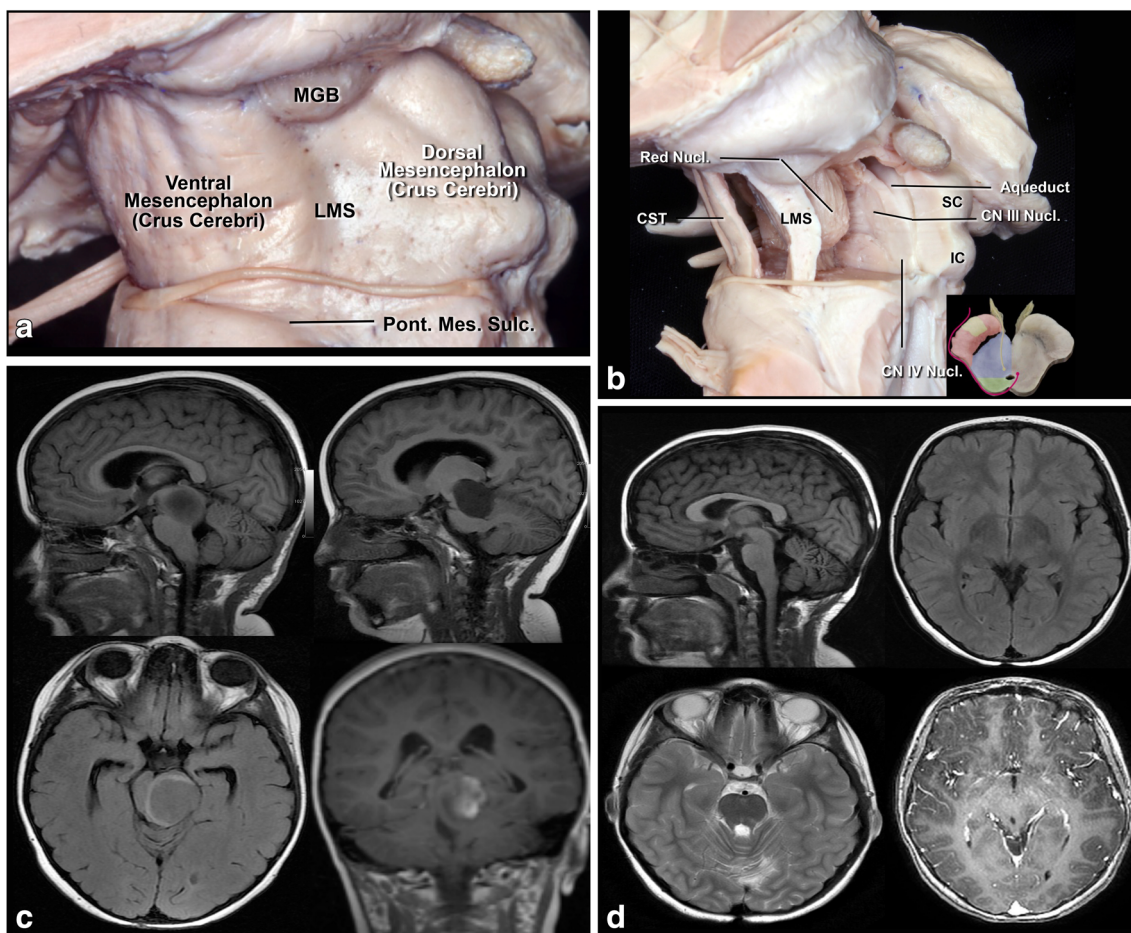 MGB
Ventral
Mesencephalon
(Crus Cerebri)
LMS
Dorsal
Mesencephalon
(Crus Cerebri)
Pont. Mes. Sulc.
a
Red Nucl.
CST
LMS
Aqueduct
SC
CN III Nucl.
IC
CN IV Nucl.
b
c
d